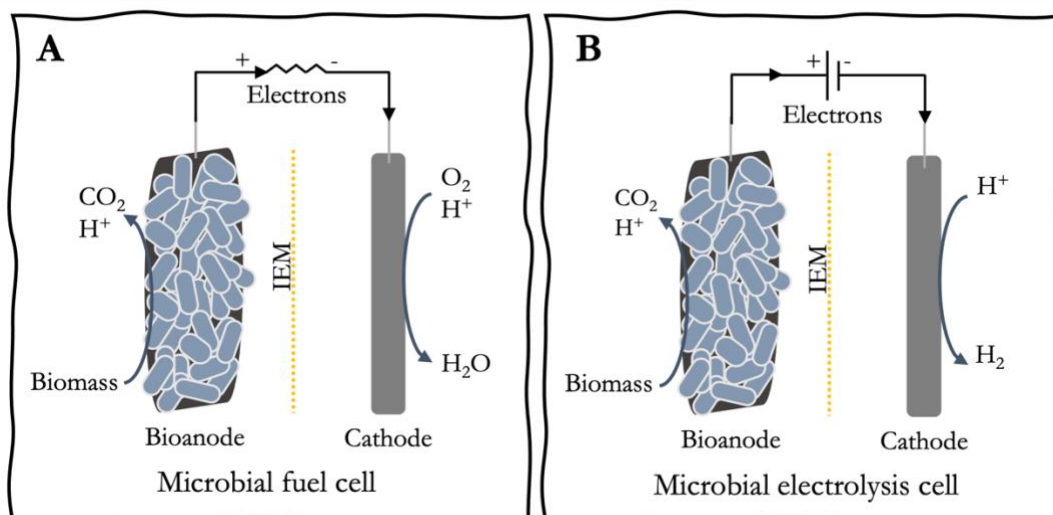 A
+ -
Electrons
CO₂
H⁺
Biomass
IEM
O₂
H⁺
H₂O
Bioanode
Cathode
Microbial fuel cell
B
+ -
Electrons
CO₂
H⁺
Biomass
IEM
H⁺
H₂
Bioanode
Cathode
Microbial electrolysis cell